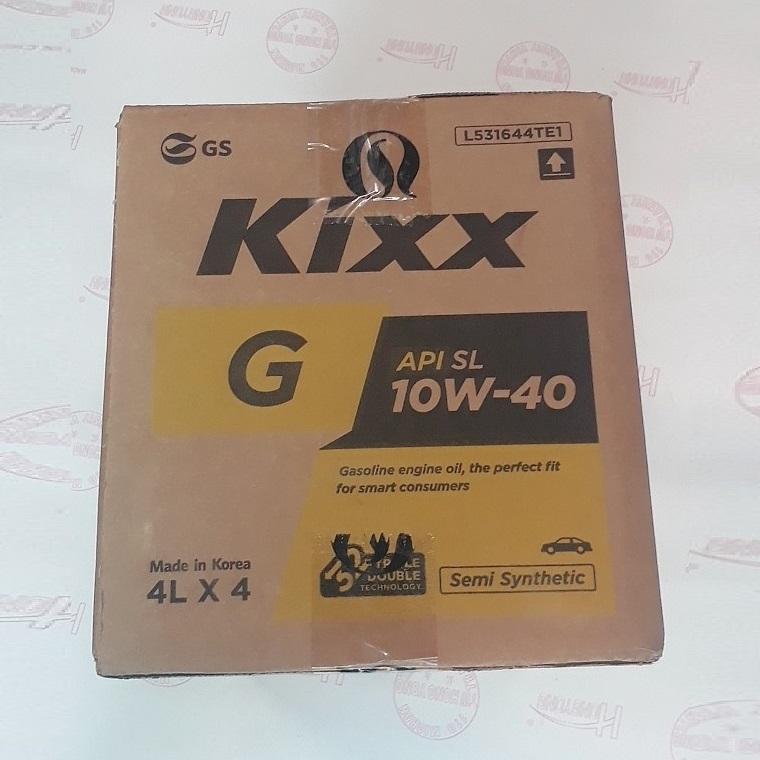 GS
L531644TE1
Kixx
G
API SL
10W-40
Gasoline engine oil, the perfect fit
for smart consumers
Made in Korea
4L X 4
DOUBLE
TECHNOLOGY
Semi Synthetic